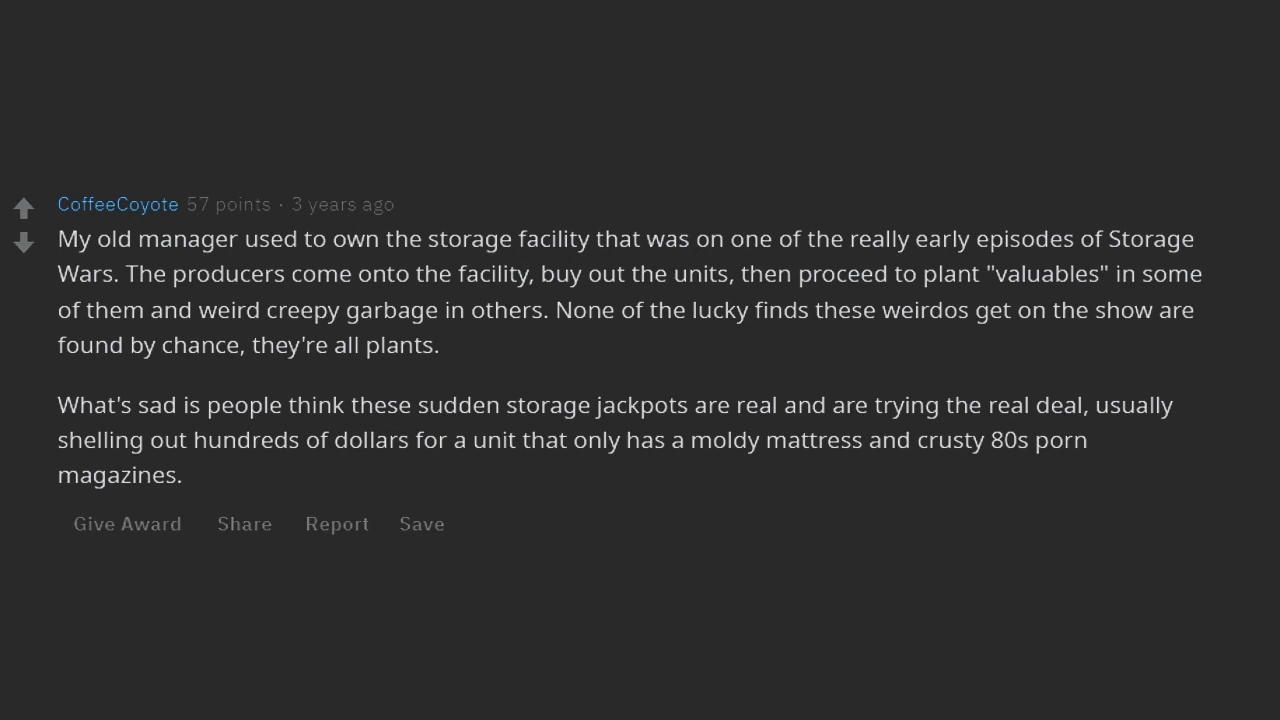 CoffeeCoyote 57 points · 3 years ago
My old manager used to own the storage facility that was on one of the really early episodes of Storage
Wars. The producers come onto the facility, buy out the units, then proceed to plant "valuables" in some
of them and weird creepy garbage in others. None of the lucky finds these weirdos get on the show are
found by chance, they're all plants.
What's sad is people think these sudden storage jackpots are real and are trying the real deal, usually
shelling out hundreds of dollars for a unit that only has a moldy mattress and crusty 80s porn
magazines.
Give Award Share Report Save